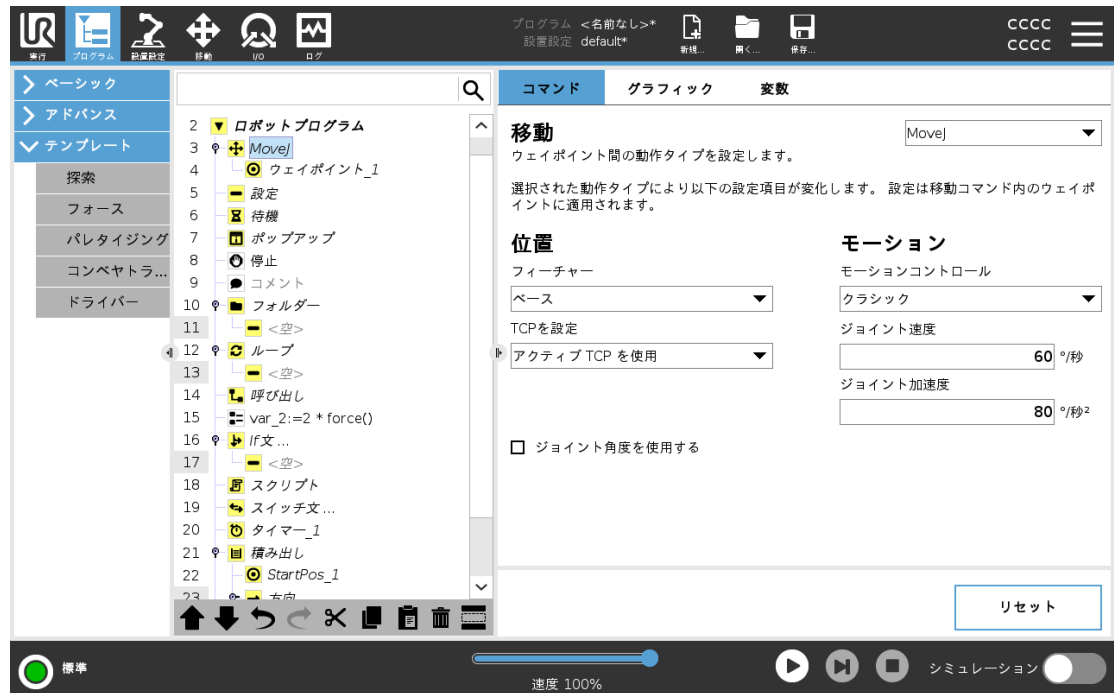 プログラム <名前なし>*
設置設定 default*
実行 プログラム 設置設定 移動 I/O ログ
新規... 開く... 保存...
CCCC
CCCC
ベーシック
アドバンス
テンプレート
探索
フォース
パレタイジング
コンベヤトラ...
ドライバー
2 ロボットプログラム
3 MoveJ
4 ウェイポイント_1
5 設定
6 待機
7 ポップアップ
8 停止
9 コメント
10 フォルダー
11 <空>
12 ループ
13 <空>
14 呼び出し
15 var_2:=2 * force()
16 If文 ...
17 <空>
18 スクリプト
19 スイッチ文 ...
20 タイマー_1
21 積み出し
22 StartPos_1
23 方向
コマンド グラフィック 変数
移動
MoveJ
ウェイポイント間の動作タイプを設定します。
選択された動作タイプにより以下の設定項目が変化します。 設定は移動コマンド内のウェイポ
イントに適用されます。
位置
フィーチャー
ベース
TCPを設定
アクティブ TCP を使用
ジョイント角度を使用する
モーション
モーションコントロール
クラシック
ジョイント速度
60 °/秒
ジョイント加速度
80 °/秒²
リセット
標準
速度 100%
シミュレーション